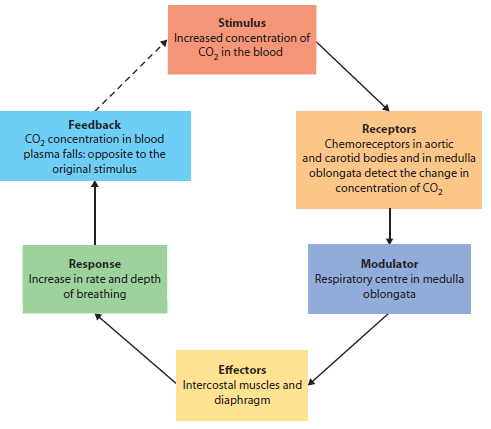 Stimulus
Increased concentration of
CO₂ in the blood
Receptors
Chemoreceptors in aortic
and carotid bodies and in medulla
oblongata detect the change in
concentration of CO₂
Modulator
Respiratory centre in medulla
oblongata
Effectors
Intercostal muscles and
diaphragm
Response
Increase in rate and depth
of breathing
Feedback
CO₂ concentration in blood
plasma falls: opposite to the
original stimulus